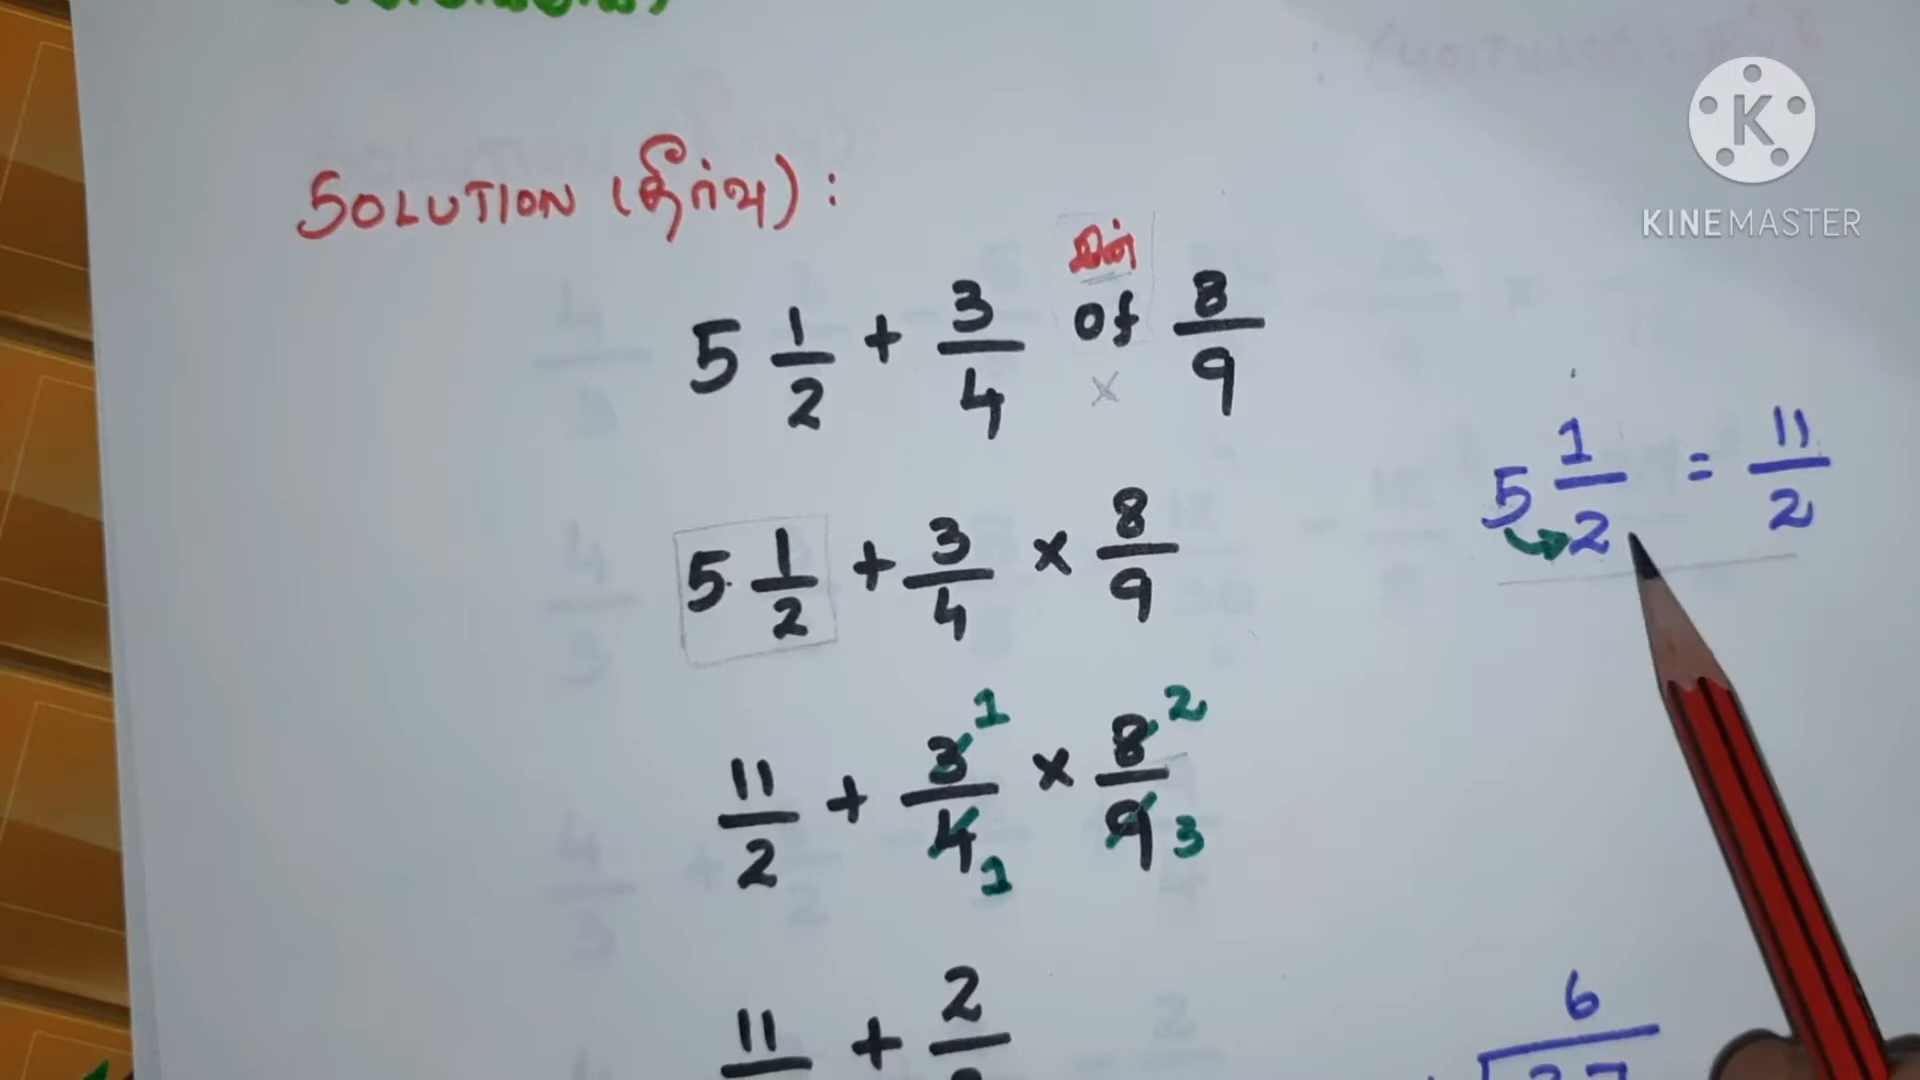 SOLUTION (தீர்வு) :
இன்
5 1/2 + 3/4 of 8/9
×
5 1/2 + 3/4 × 8/9
11/2 + 3/4 × 8/9
1 2
1 3
11 + 2
5 1/2 = 11/2
6
K
KINEMASTER